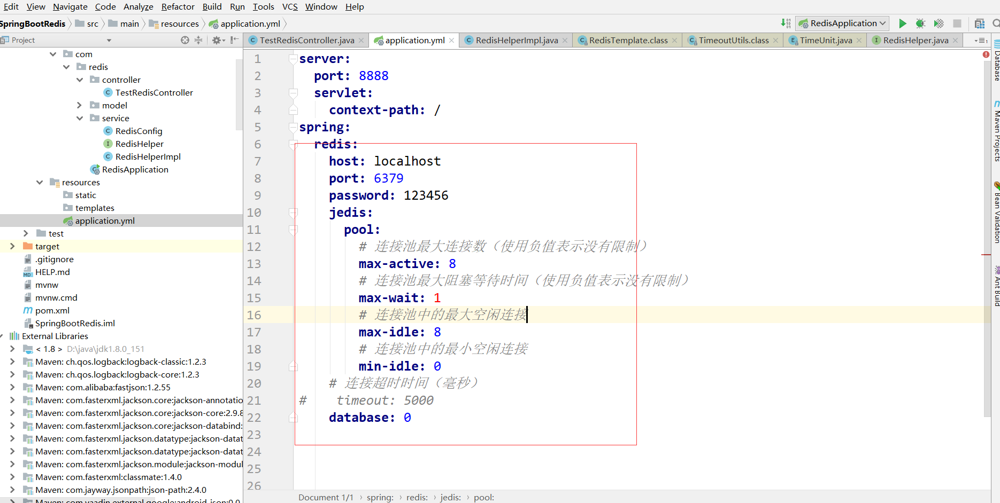 Edit View Navigate Code Analyze Refactor Build Run Tools VCS Window Help
SpringBootRedis src main resources application.yml RedisApplication
Project
TestRedisController.java application.yml RedisHelperImpl.java RedisTemplate.class TimeoutUtils.class TimeUnit.java RedisHelper.java
com
redis
controller
TestRedisController
model
service
RedisConfig
RedisHelper
RedisHelperImpl
RedisApplication
resources
static
templates
application.yml
test
target
.gitignore
HELP.md
mvnw
mvnw.cmd
pom.xml
SpringBootRedis.iml
External Libraries
< 1.8 > D:\java\jdk1.8.0_151
Maven: ch.qos.logback:logback-classic:1.2.3
Maven: ch.qos.logback:logback-core:1.2.3
Maven: com.alibaba:fastjson:1.2.55
Maven: com.fasterxml.jackson.core:jackson-annotatio
Maven: com.fasterxml.jackson.core:jackson-core:2.9.8
Maven: com.fasterxml.jackson.core:jackson-databind:
Maven: com.fasterxml.jackson.datatype:jackson-datat
Maven: com.fasterxml.jackson.datatype:jackson-datat
Maven: com.fasterxml.jackson.module:jackson-modul
Maven: com.fasterxml:classmate:1.4.0
Maven: com.jayway.jsonpath:json-path:2.4.0
Maven: com.vaadin.external.google:android-json:0.0
1 server:
2 port: 8888
3 servlet:
4 context-path: /
5 spring:
6 redis:
7 host: localhost
8 port: 6379
9 password: 123456
10 jedis:
11 pool:
12 # 连接池最大连接数（使用负值表示没有限制）
13 max-active: 8
14 # 连接池最大阻塞等待时间（使用负值表示没有限制）
15 max-wait: 1
16 # 连接池中的最大空闲连接
17 max-idle: 8
18 # 连接池中的最小空闲连接
19 min-idle: 0
20 # 连接超时时间（毫秒）
21 # timeout: 5000
22 database: 0
23
24
25
26
Document 1/1 › spring: › redis: › jedis: › pool:
Database
Maven Projects
Bean Validation
Ant Build